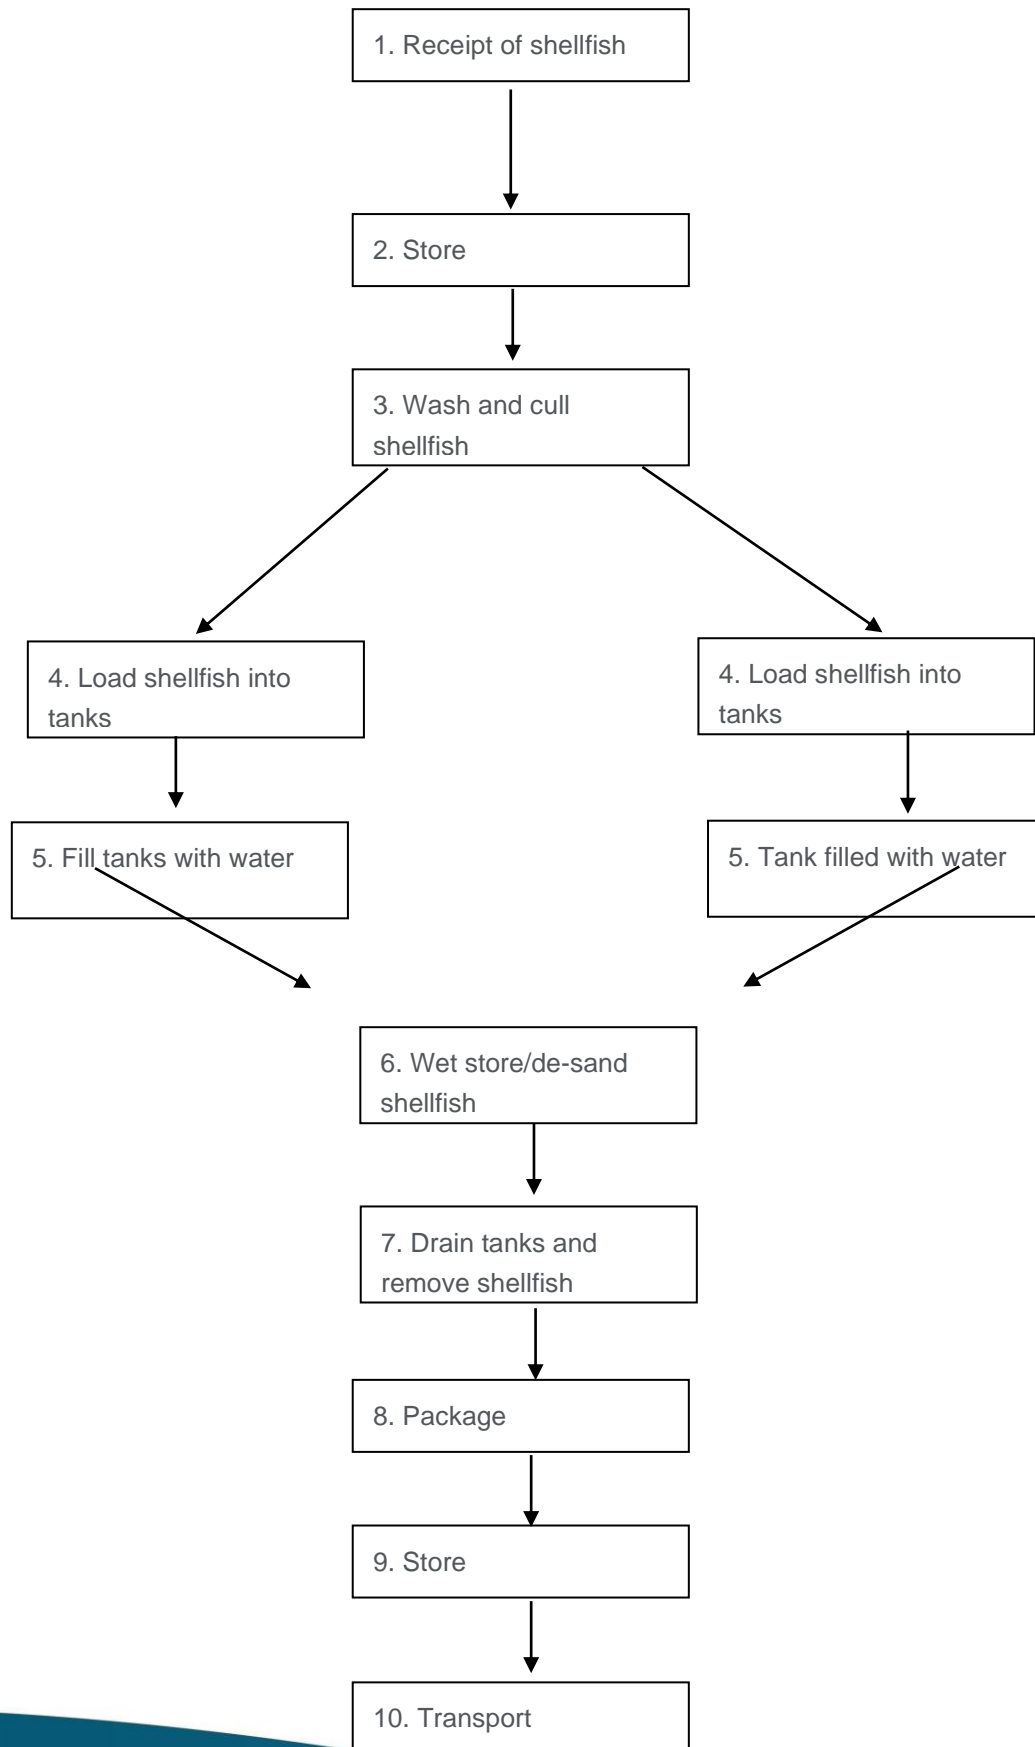 1. Receipt of shellfish
2. Store
3. Wash and cull
shellfish
4. Load shellfish into
tanks
4. Load shellfish into
tanks
5. Fill tanks with water
5. Tank filled with water
6. Wet store/de-sand
shellfish
7. Drain tanks and
remove shellfish
8. Package
9. Store
10. Transport